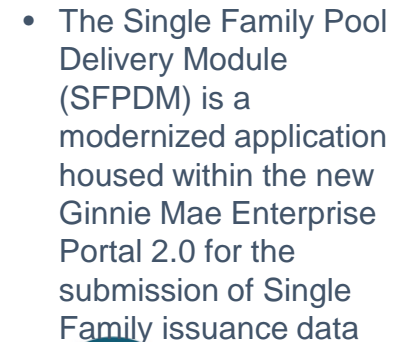 • The Single Family Pool
Delivery Module
(SFPDM) is a
modernized application
housed within the new
Ginnie Mae Enterprise
Portal 2.0 for the
submission of Single
Family issuance data